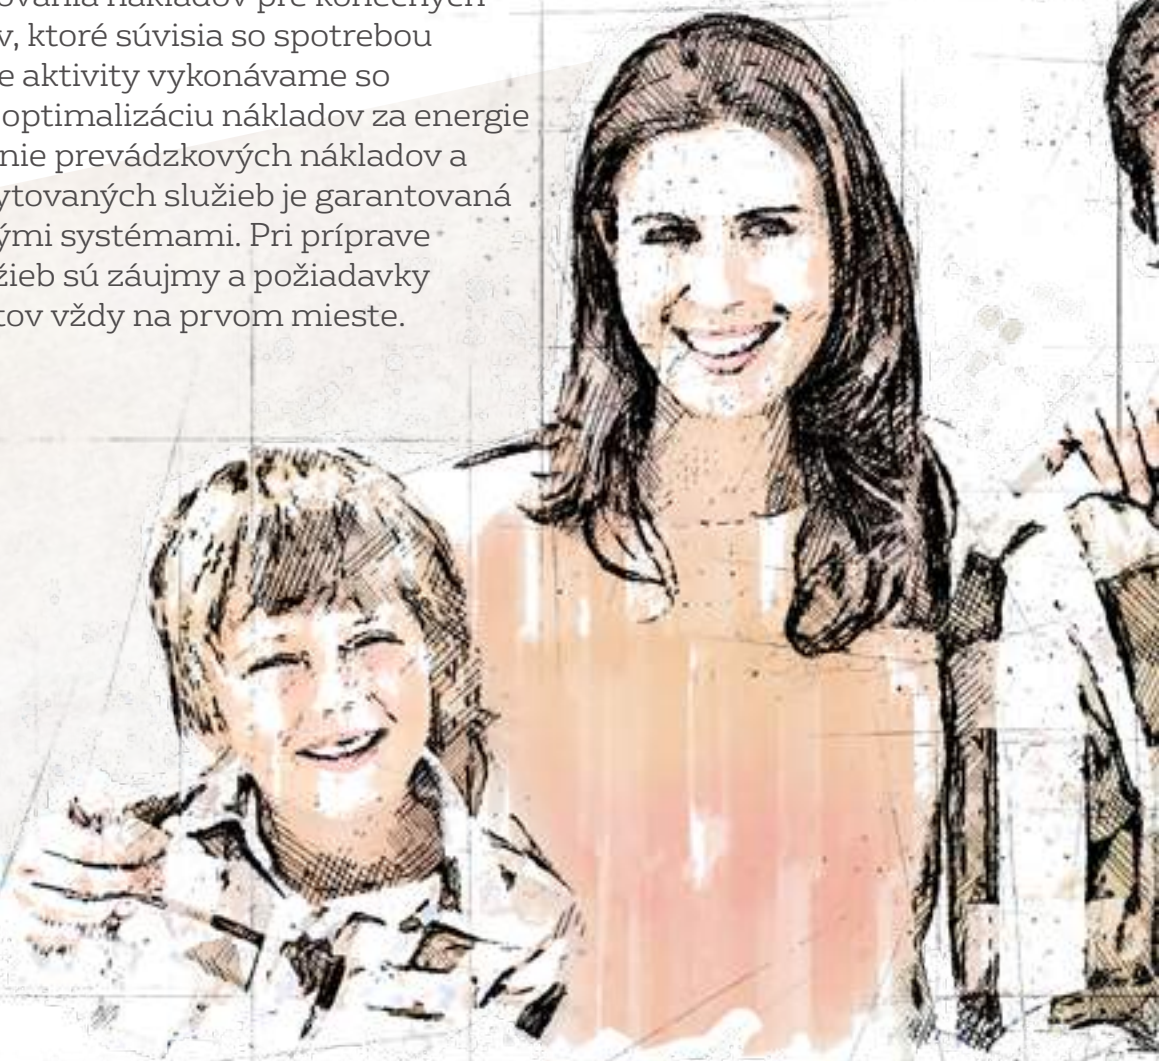 ovania nákladov pre konečných
v, ktoré súvisia so spotrebou
e aktivity vykonávame so
optimalizáciu nákladov za energie
nie prevádzkových nákladov a
ytovaných služieb je garantovaná
ými systémami. Pri príprave
žieb sú záujmy a požiadavky
tov vždy na prvom mieste.